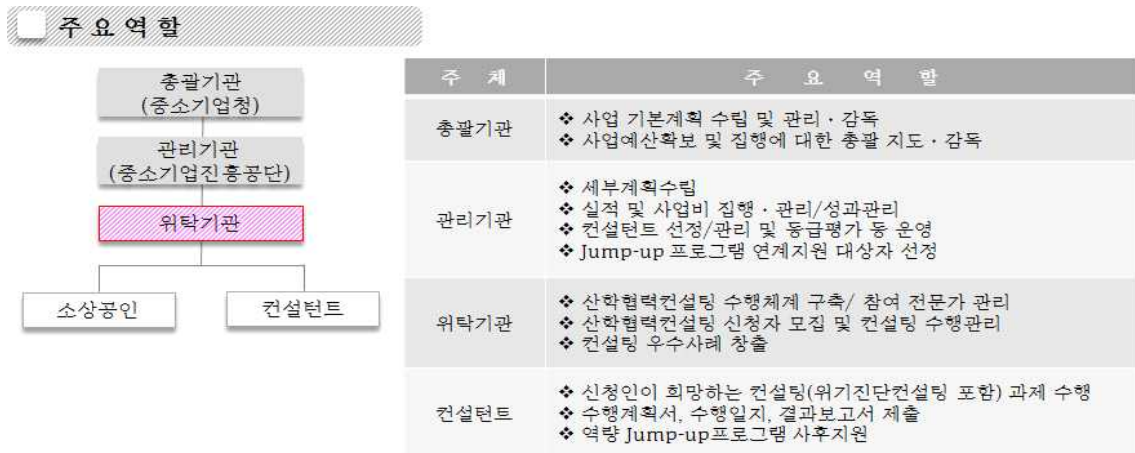 주 요 역 할
총괄기관
(중소기업청)
관리기관
(중소기업진흥공단)
위탁기관
소상공인
컨설턴트
주 체
주 요 역 할
총괄기관
❖ 사업 기본계획 수립 및 관리 · 감독
❖ 사업예산확보 및 집행에 대한 총괄 지도 · 감독
관리기관
❖ 세부계획수립
❖ 실적 및 사업비 집행 · 관리/성과관리
❖ 컨설턴트 선정/관리 및 등급평가 등 운영
❖ Jump-up 프로그램 연계지원 대상자 선정
위탁기관
❖ 산학협력컨설팅 수행체계 구축/ 참여 전문가 관리
❖ 산학협력컨설팅 신청자 모집 및 컨설팅 수행관리
❖ 컨설팅 우수사례 창출
컨설턴트
❖ 신청인이 희망하는 컨설팅(위기진단컨설팅 포함) 과제 수행
❖ 수행계획서, 수행일지, 결과보고서 제출
❖ 역량 Jump-up프로그램 사후지원